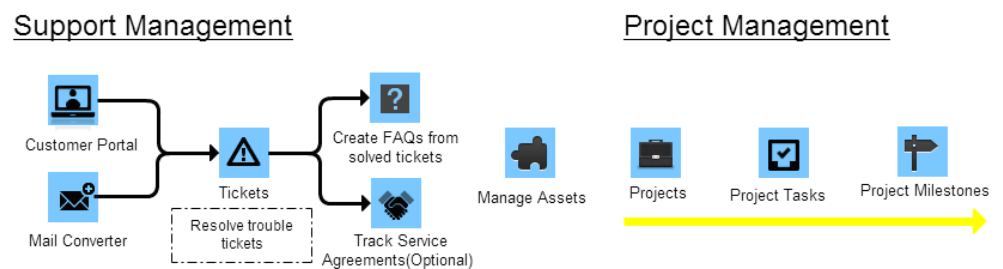 Support Management
Project Management
Customer Portal
Mail Converter
Tickets
Resolve trouble
tickets
Create FAQs from
solved tickets
Track Service
Agreements(Optional)
Manage Assets
Projects
Project Tasks
Project Milestones